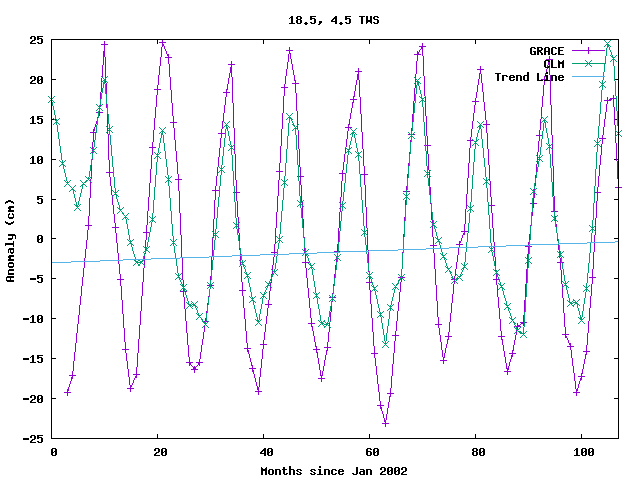 18.5, 4.5 TWS
GRACE
CLM
Trend Line
Anomaly (cm)
25
20
15
10
5
0
-5
-10
-15
-20
-25
0 20 40 60 80 100
Months since Jan 2002